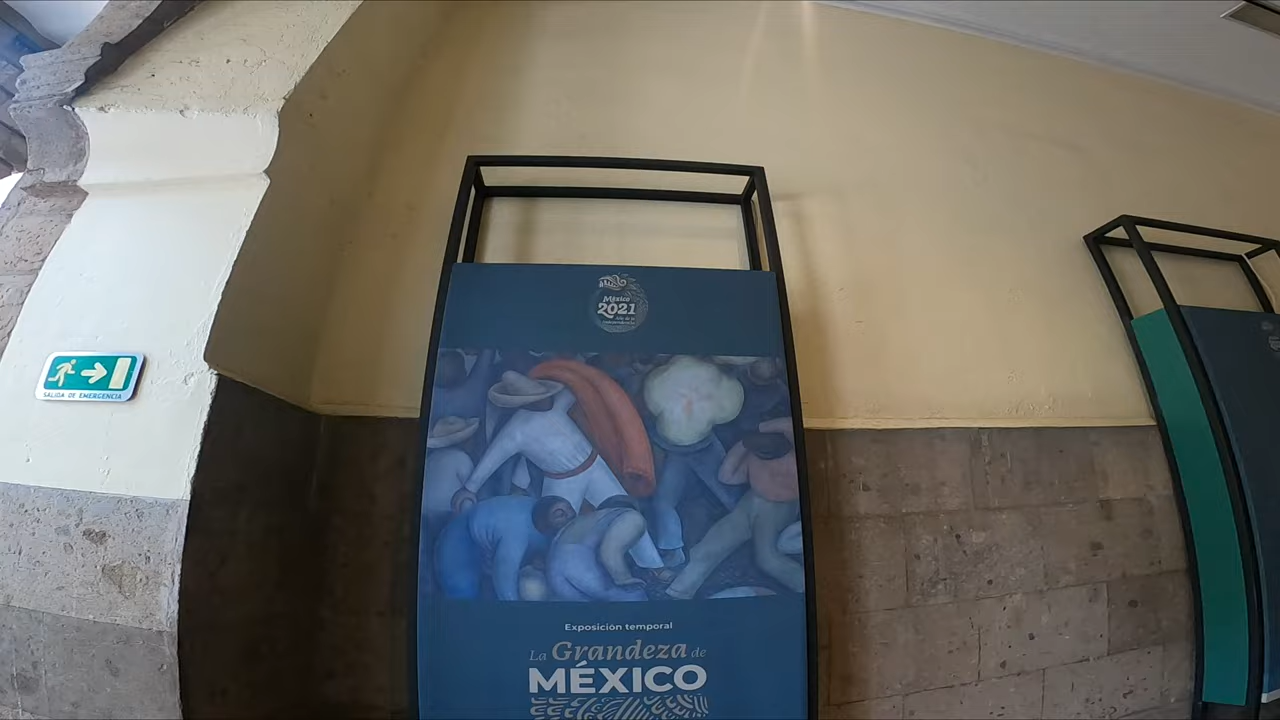 SALIDA DE EMERGENCIA
México
2021
Exposición temporal
La Grandeza de
MÉXICO